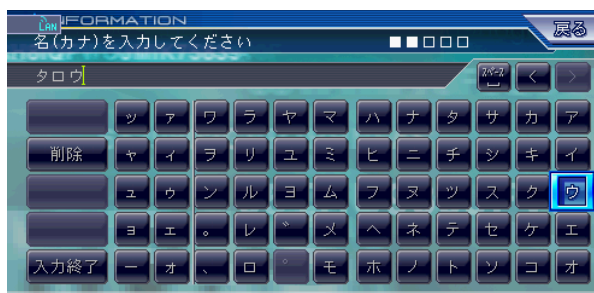 LAN INFORMATION
戻る
名(カナ)を入力してください
タロウ
スペース < >
ッ ァ ワ ラ ヤ マ ハ ナ タ サ カ ア
削除 ャ ィ ヲ リ ユ ミ ヒ ニ チ シ キ イ
ュ ゥ ン ル ヨ ム フ ヌ ツ ス ク ウ
ョ ェ 。 レ ゛ メ ヘ ネ テ セ ケ エ
入力終了 ー ォ 、 ロ ゜ モ ホ ノ ト ソ コ オ